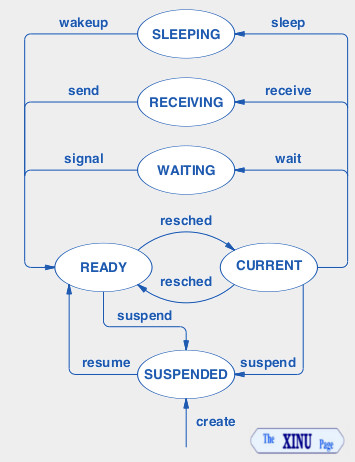 wakeup SLEEPING sleep
send RECEIVING receive
signal WAITING wait
resched
READY CURRENT
resched
suspend
resume SUSPENDED suspend
create
The XINU Page